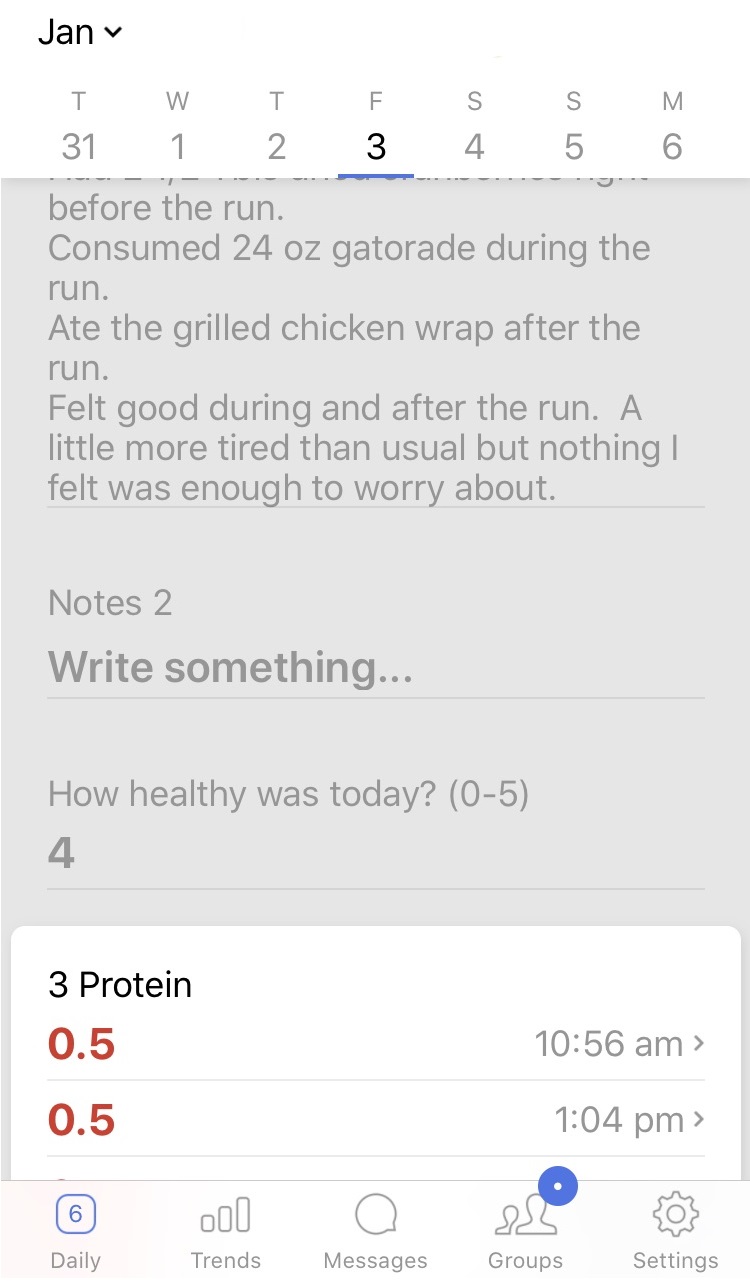 Jan
T W T F S S M
31 1 2 3 4 5 6
before the run.
Consumed 24 oz gatorade during the
run.
Ate the grilled chicken wrap after the
run.
Felt good during and after the run.  A
little more tired than usual but nothing I
felt was enough to worry about.
Notes 2
Write something...
How healthy was today? (0-5)
4
3 Protein
0.5 10:56 am >
0.5 1:04 pm >
6
Daily Trends Messages Groups Settings